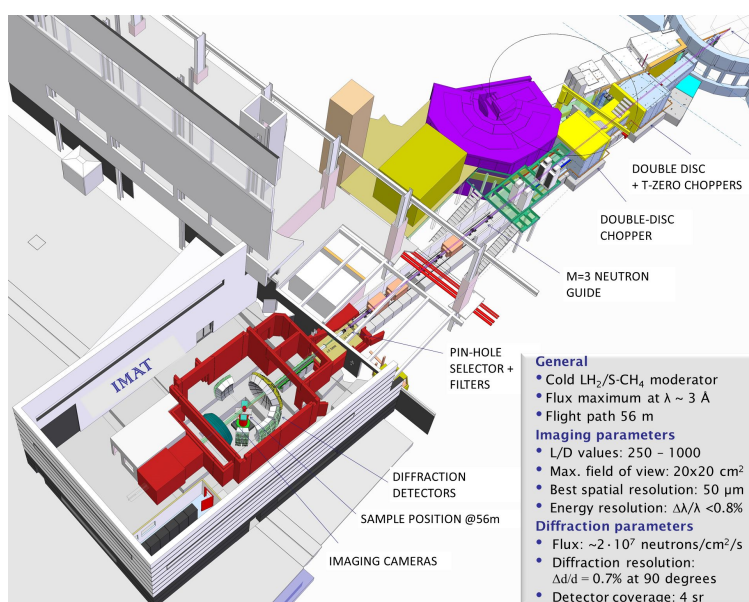 DOUBLE DISC
+ T-ZERO CHOPPERS
DOUBLE-DISC
CHOPPER
M=3 NEUTRON
GUIDE
PIN-HOLE
SELECTOR +
FILTERS
IMAT
DIFFRACTION
DETECTORS
SAMPLE POSITION @56m
IMAGING CAMERAS
General
• Cold LH₂/S-CH₄ moderator
• Flux maximum at λ ~ 3 Å
• Flight path 56 m
Imaging parameters
• L/D values: 250 – 1000
• Max. field of view: 20x20 cm²
• Best spatial resolution: 50 μm
• Energy resolution: Δλ/λ <0.8%
Diffraction parameters
• Flux: ~2·10⁷ neutrons/cm²/s
• Diffraction resolution:
Δd/d = 0.7% at 90 degrees
• Detector coverage: 4 sr